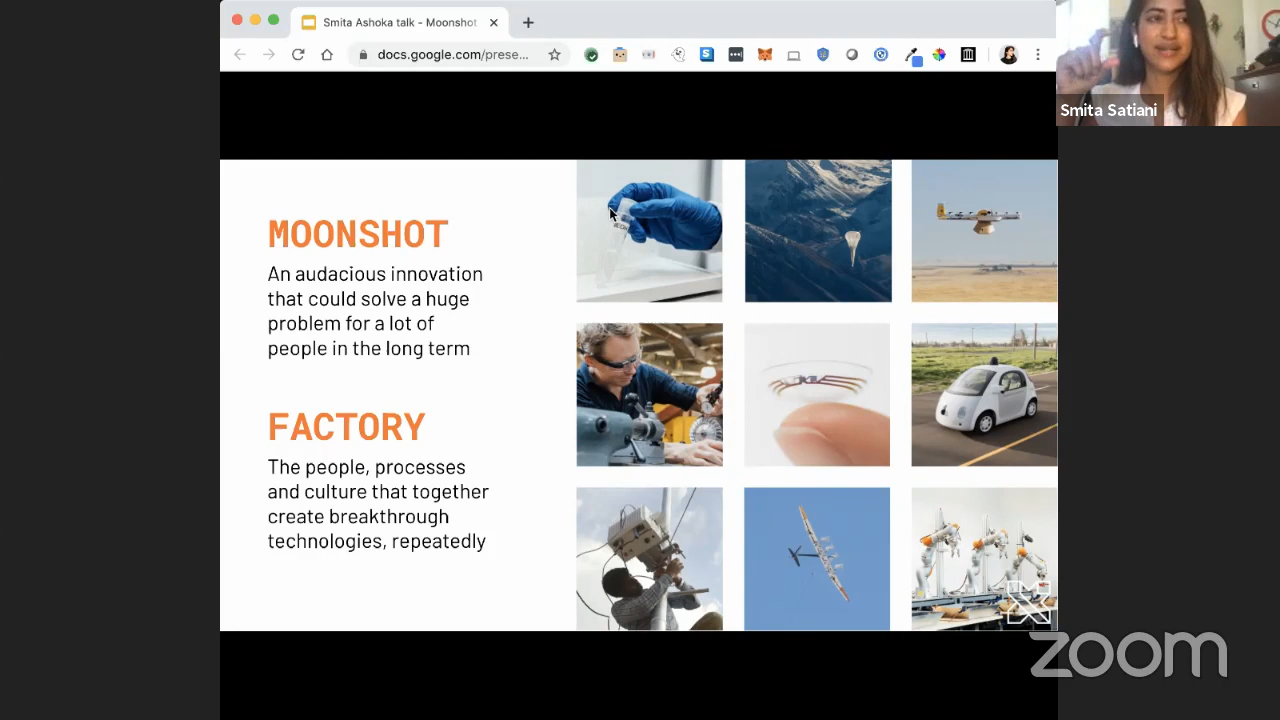 Smita Ashoka talk - Moonshot
docs.google.com/prese...
Smita Satiani
MOONSHOT
An audacious innovation
that could solve a huge
problem for a lot of
people in the long term
FACTORY
The people, processes
and culture that together
create breakthrough
technologies, repeatedly
zoom